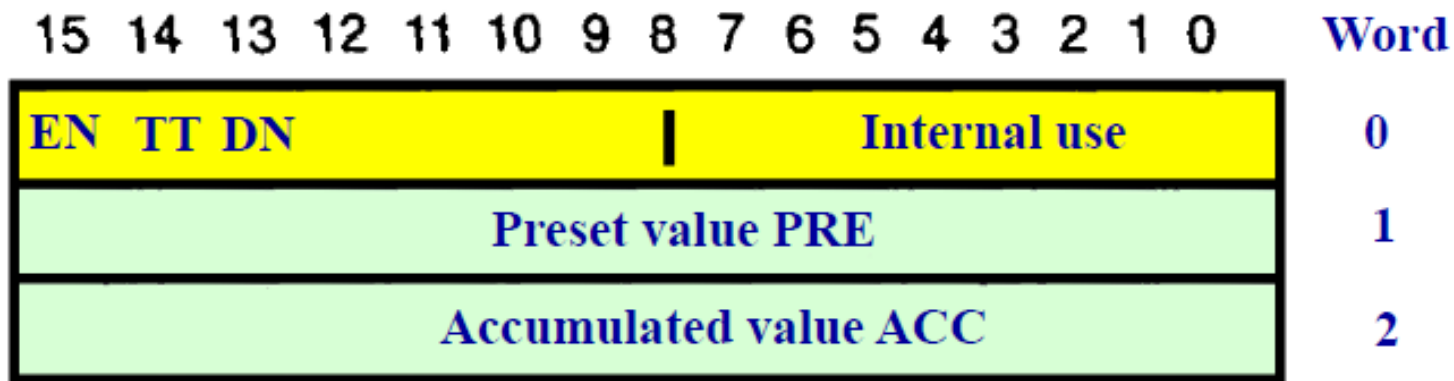 15 14 13 12 11 10 9 8 7 6 5 4 3 2 1 0 Word
EN TT DN Internal use 0
Preset value PRE 1
Accumulated value ACC 2